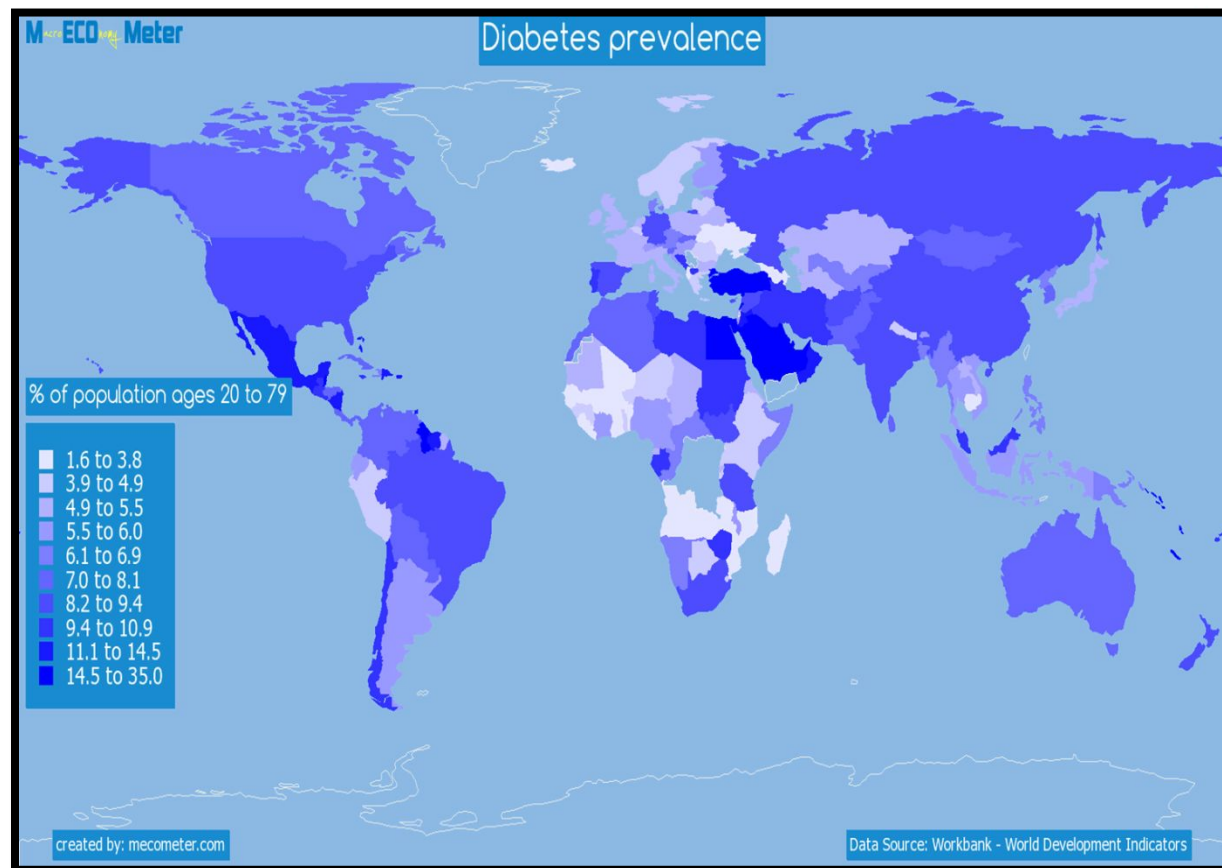 Macro ECOnomy Meter
Diabetes prevalence
% of population ages 20 to 79
1.6 to 3.8
3.9 to 4.9
4.9 to 5.5
5.5 to 6.0
6.1 to 6.9
7.0 to 8.1
8.2 to 9.4
9.4 to 10.9
11.1 to 14.5
14.5 to 35.0
created by: mecometer.com
Data Source: Workbank - World Development Indicators